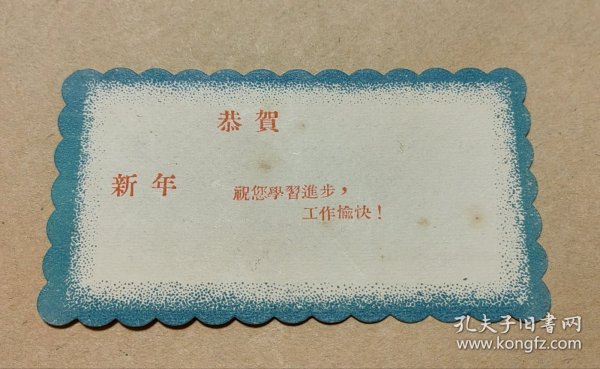 恭賀
新年
祝您學習進步，
工作愉快！
孔夫子旧书网
www.kongfz.com